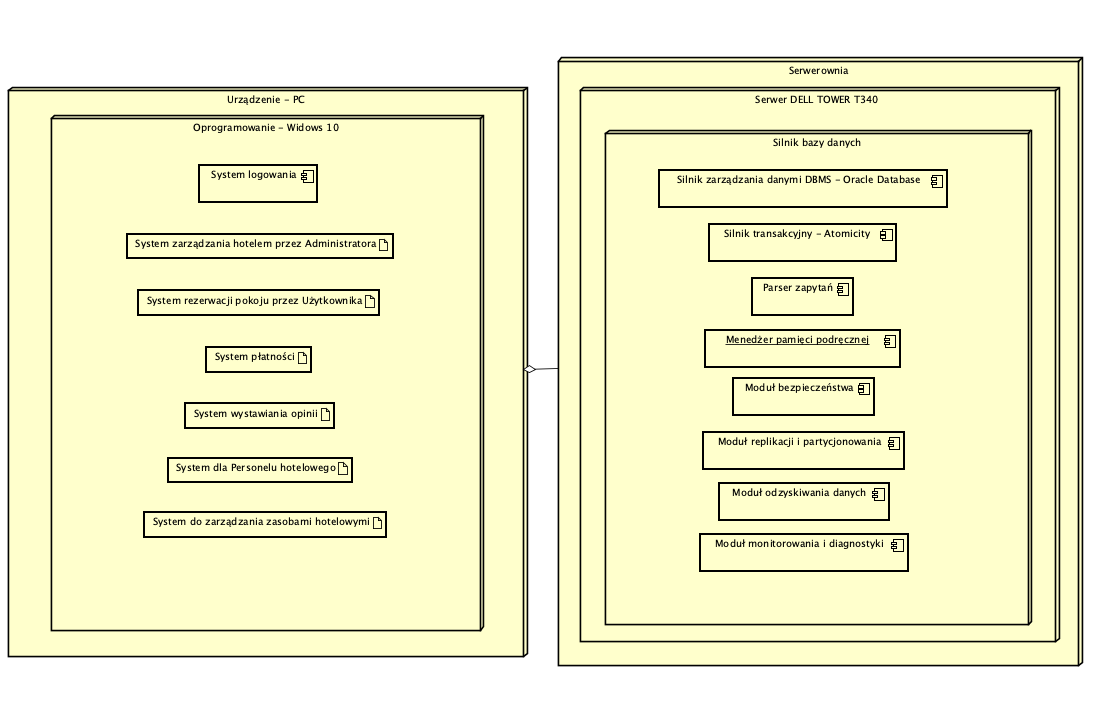 Urządzenie – PC
Oprogramowanie – Widows 10
System logowania
System zarządzania hotelem przez Administratora
System rezerwacji pokoju przez Użytkownika
System płatności
System wystawiania opinii
System dla Personelu hotelowego
System do zarządzania zasobami hotelowymi
Serwerownia
Serwer DELL TOWER T340
Silnik bazy danych
Silnik zarządzania danymi DBMS – Oracle Database
Silnik transakcyjny – Atomicity
Parser zapytań
Menedżer pamięci podręcznej
Moduł bezpieczeństwa
Moduł replikacji i partycjonowania
Moduł odzyskiwania danych
Moduł monitorowania i diagnostyki